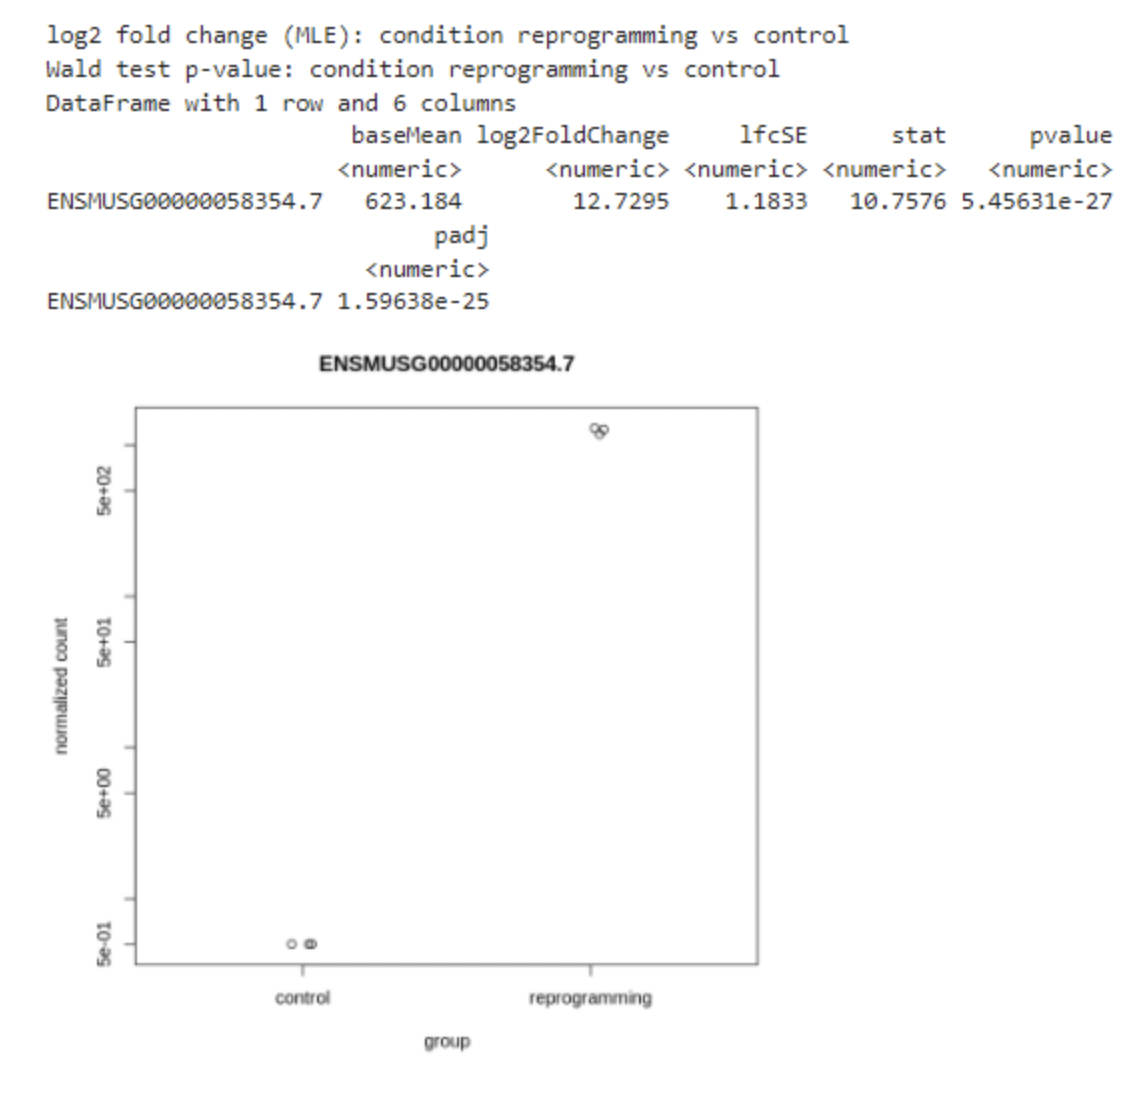 log2 fold change (MLE): condition reprogramming vs control
Wald test p-value: condition reprogramming vs control
DataFrame with 1 row and 6 columns
baseMean log2FoldChange lfcSE stat pvalue
<numeric> <numeric> <numeric> <numeric> <numeric>
ENSMUSG00000058354.7 623.184 12.7295 1.1833 10.7576 5.45631e-27
padj
<numeric>
ENSMUSG00000058354.7 1.59638e-25
ENSMUSG00000058354.7
5e+02
5e+01
5e+00
5e-01
normalized count
control reprogramming
group